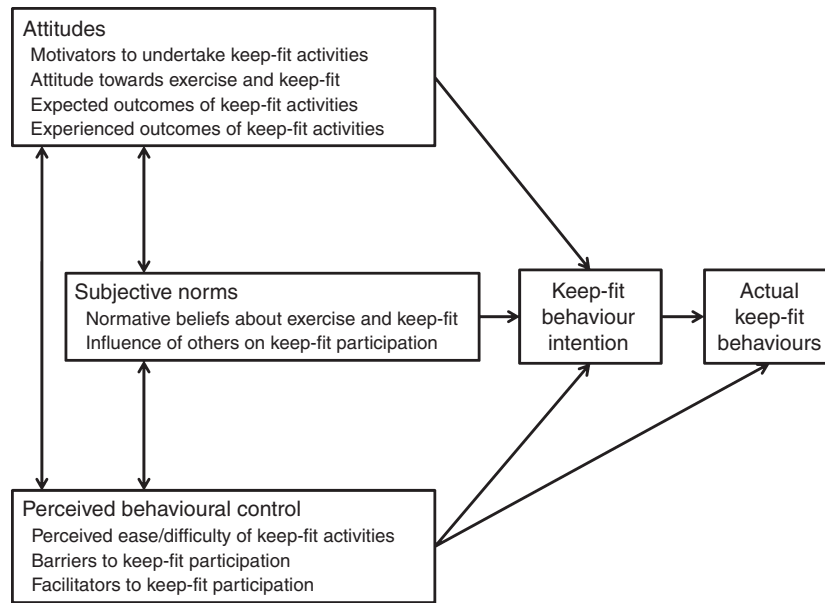 Attitudes
Motivators to undertake keep-fit activities
Attitude towards exercise and keep-fit
Expected outcomes of keep-fit activities
Experienced outcomes of keep-fit activities
Subjective norms
Normative beliefs about exercise and keep-fit
Influence of others on keep-fit participation
Keep-fit
behaviour
intention
Actual
keep-fit
behaviours
Perceived behavioural control
Perceived ease/difficulty of keep-fit activities
Barriers to keep-fit participation
Facilitators to keep-fit participation